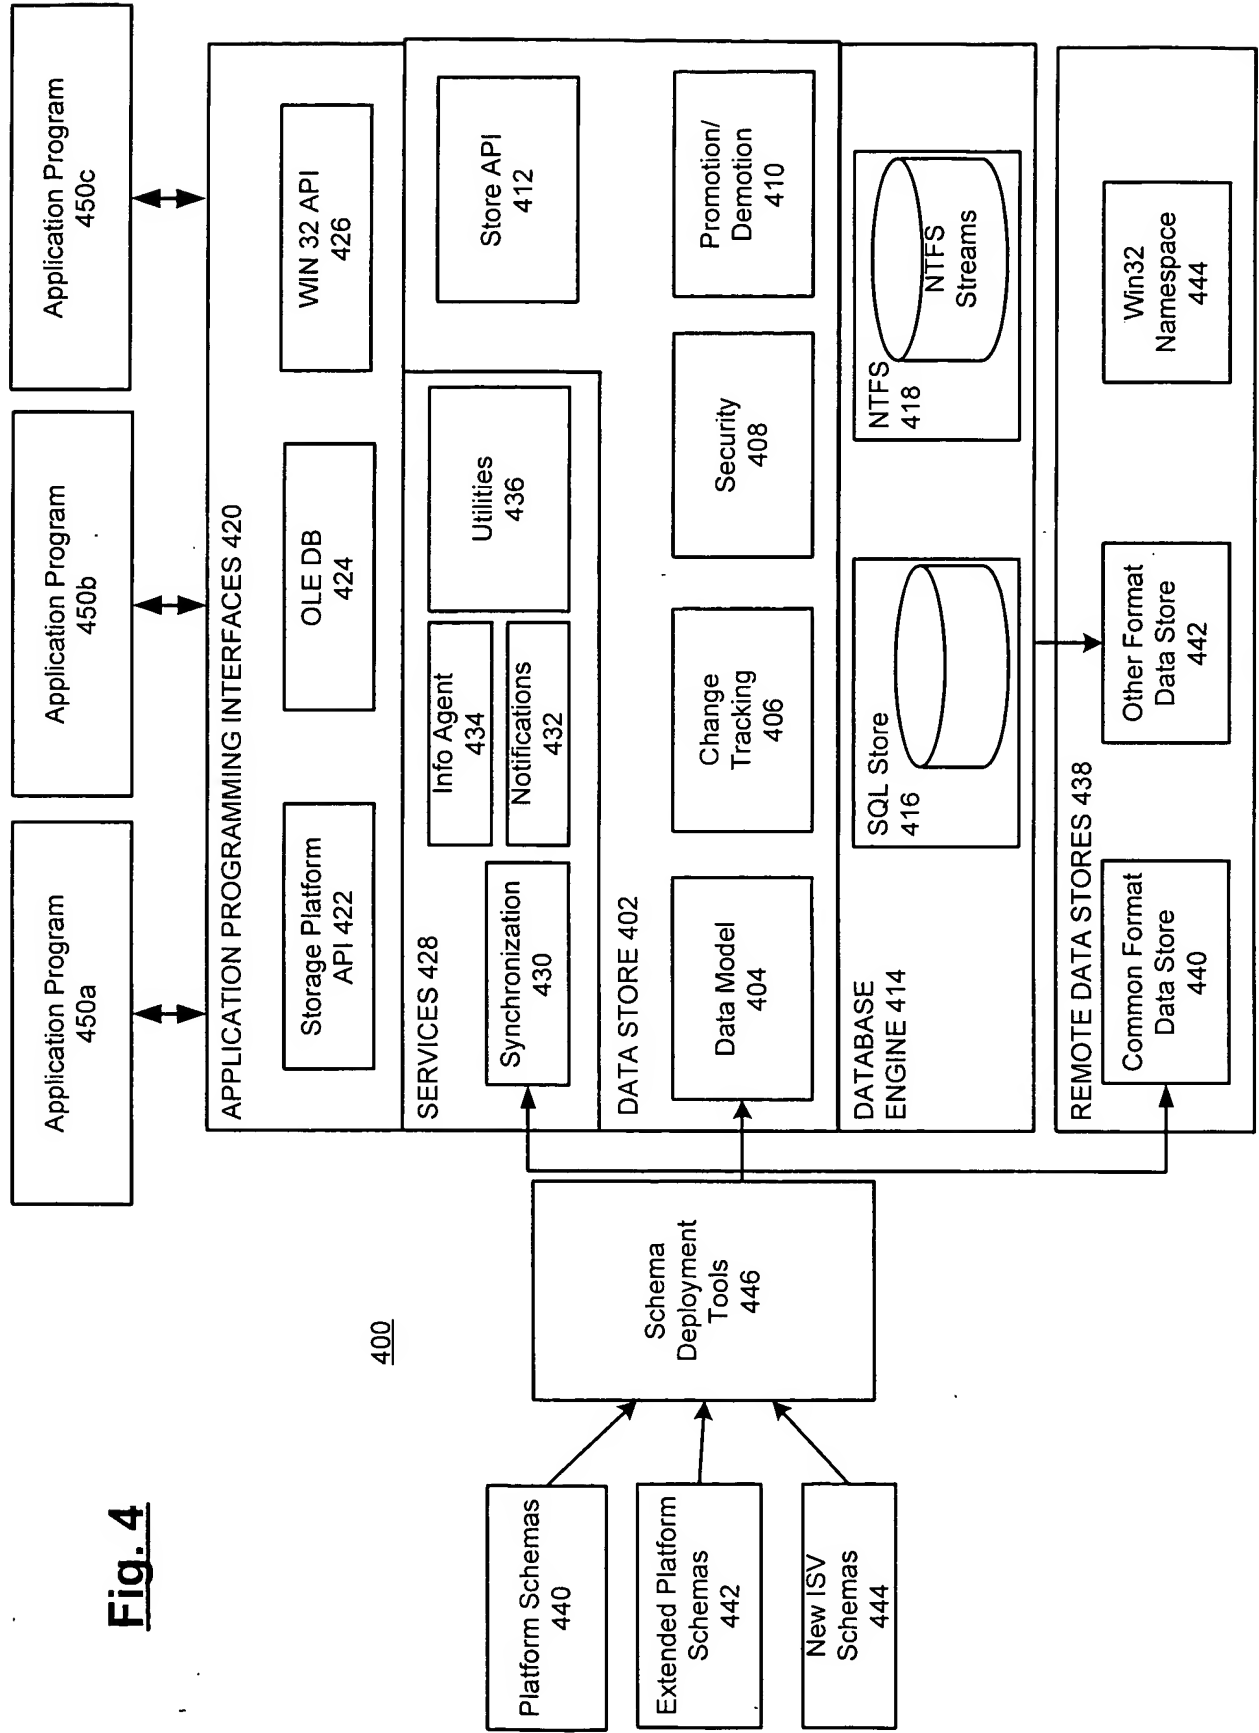 Fig. 4
400
Application Program
450a
Application Program
450b
Application Program
450c
APPLICATION PROGRAMMING INTERFACES 420
Storage Platform
API 422
OLE DB
424
WIN 32 API
426
SERVICES 428
Synchronization
430
Info Agent
434
Notifications
432
Utilities
436
Store API
412
DATA STORE 402
Data Model
404
Change
Tracking
406
Security
408
Promotion/
Demotion
410
DATABASE
ENGINE 414
SQL Store
416
NTFS
418
NTFS
Streams
REMOTE DATA STORES 438
Common Format
Data Store
440
Other Format
Data Store
442
Win32
Namespace
444
Schema
Deployment
Tools
446
Platform Schemas
440
Extended Platform
Schemas
442
New ISV
Schemas
444